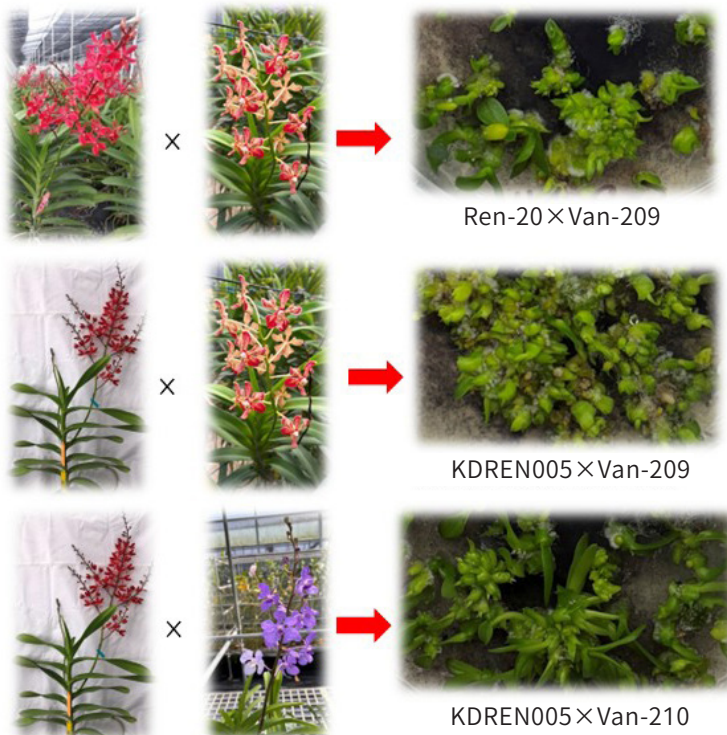 ×
Ren-20×Van-209
×
KDREN005×Van-209
×
KDREN005×Van-210